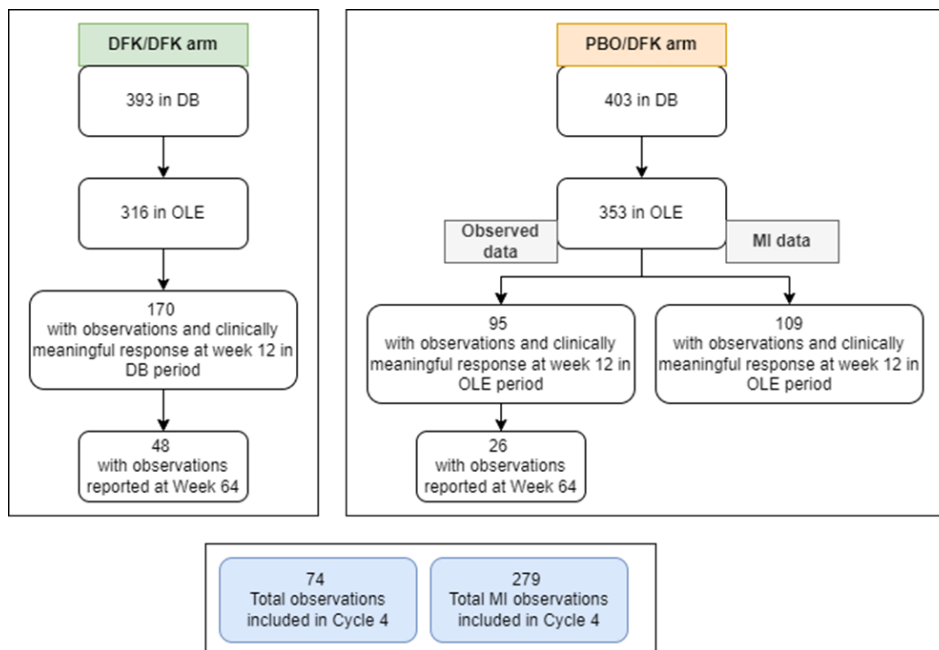 DFK/DFK arm
393 in DB
316 in OLE
170
with observations and clinically
meaningful response at week 12 in
DB period
48
with observations
reported at Week 64
PBO/DFK arm
403 in DB
353 in OLE
Observed
data
MI data
95
with observations and clinically
meaningful response at week 12 in
OLE period
109
with observations and clinically
meaningful response at week 12 in
OLE period
26
with observations
reported at Week 64
74
Total observations
included in Cycle 4
279
Total MI observations
included in Cycle 4